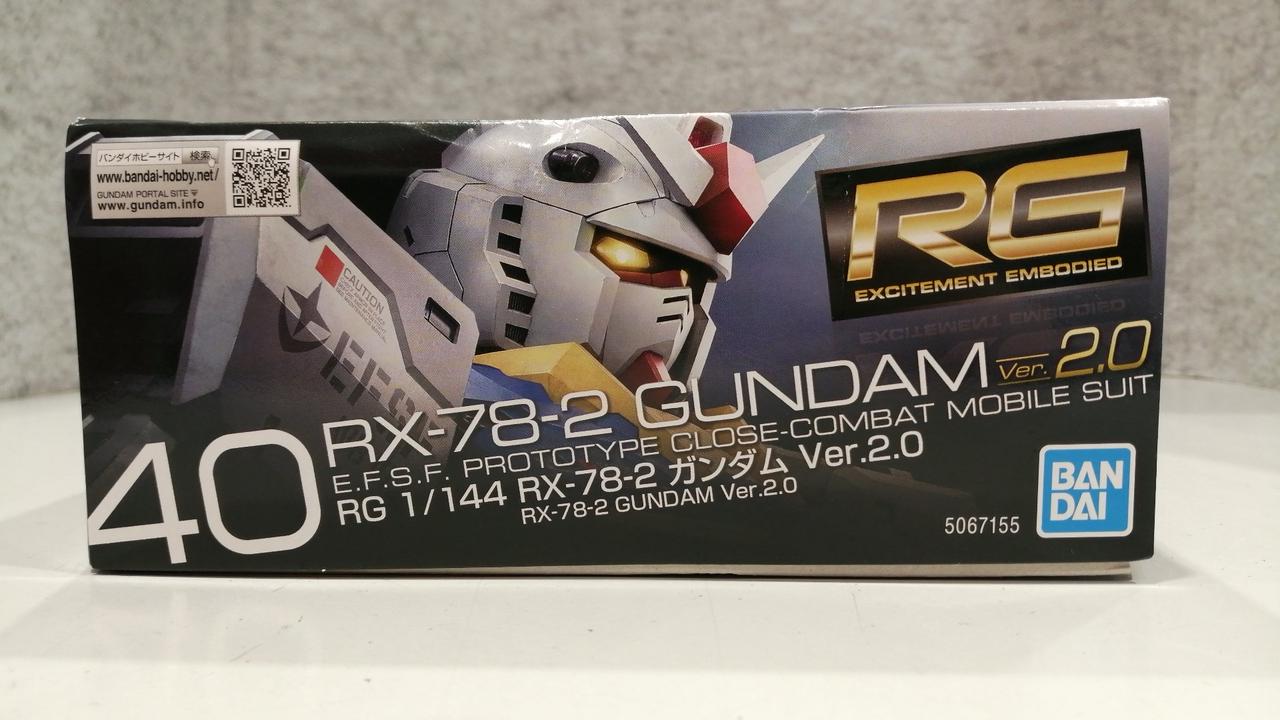 バンダイホビーサイト 検索
www.bandai-hobby.net/
GUNDAM PORTAL SITE
www.gundam.info
RG
EXCITEMENT EMBODIED
CAUTION
EFSF
40
RX-78-2 GUNDAM Ver. 2.0
E.F.S.F. PROTOTYPE CLOSE-COMBAT MOBILE SUIT
RG 1/144 RX-78-2 ガンダム Ver.2.0
RX-78-2 GUNDAM Ver.2.0
5067155
BAN
DAI